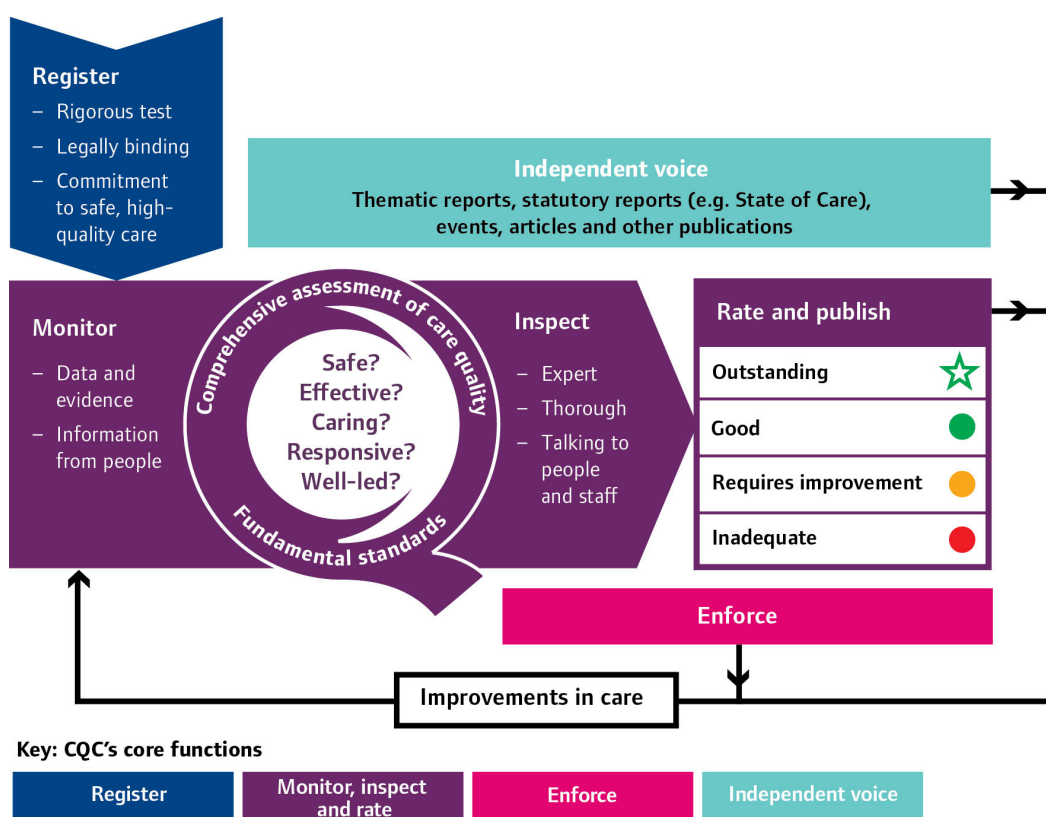 Register
– Rigorous test
– Legally binding
– Commitment
to safe, high-
quality care
Independent voice
Thematic reports, statutory reports (e.g. State of Care),
events, articles and other publications
Monitor
– Data and
evidence
– Information
from people
Comprehensive assessment of care quality
Safe?
Effective?
Caring?
Responsive?
Well-led?
Fundamental standards
Inspect
– Expert
– Thorough
– Talking to
people
and staff
Rate and publish
Outstanding
Good
Requires improvement
Inadequate
Enforce
Improvements in care
Key: CQC's core functions
Register
Monitor, inspect
and rate
Enforce
Independent voice